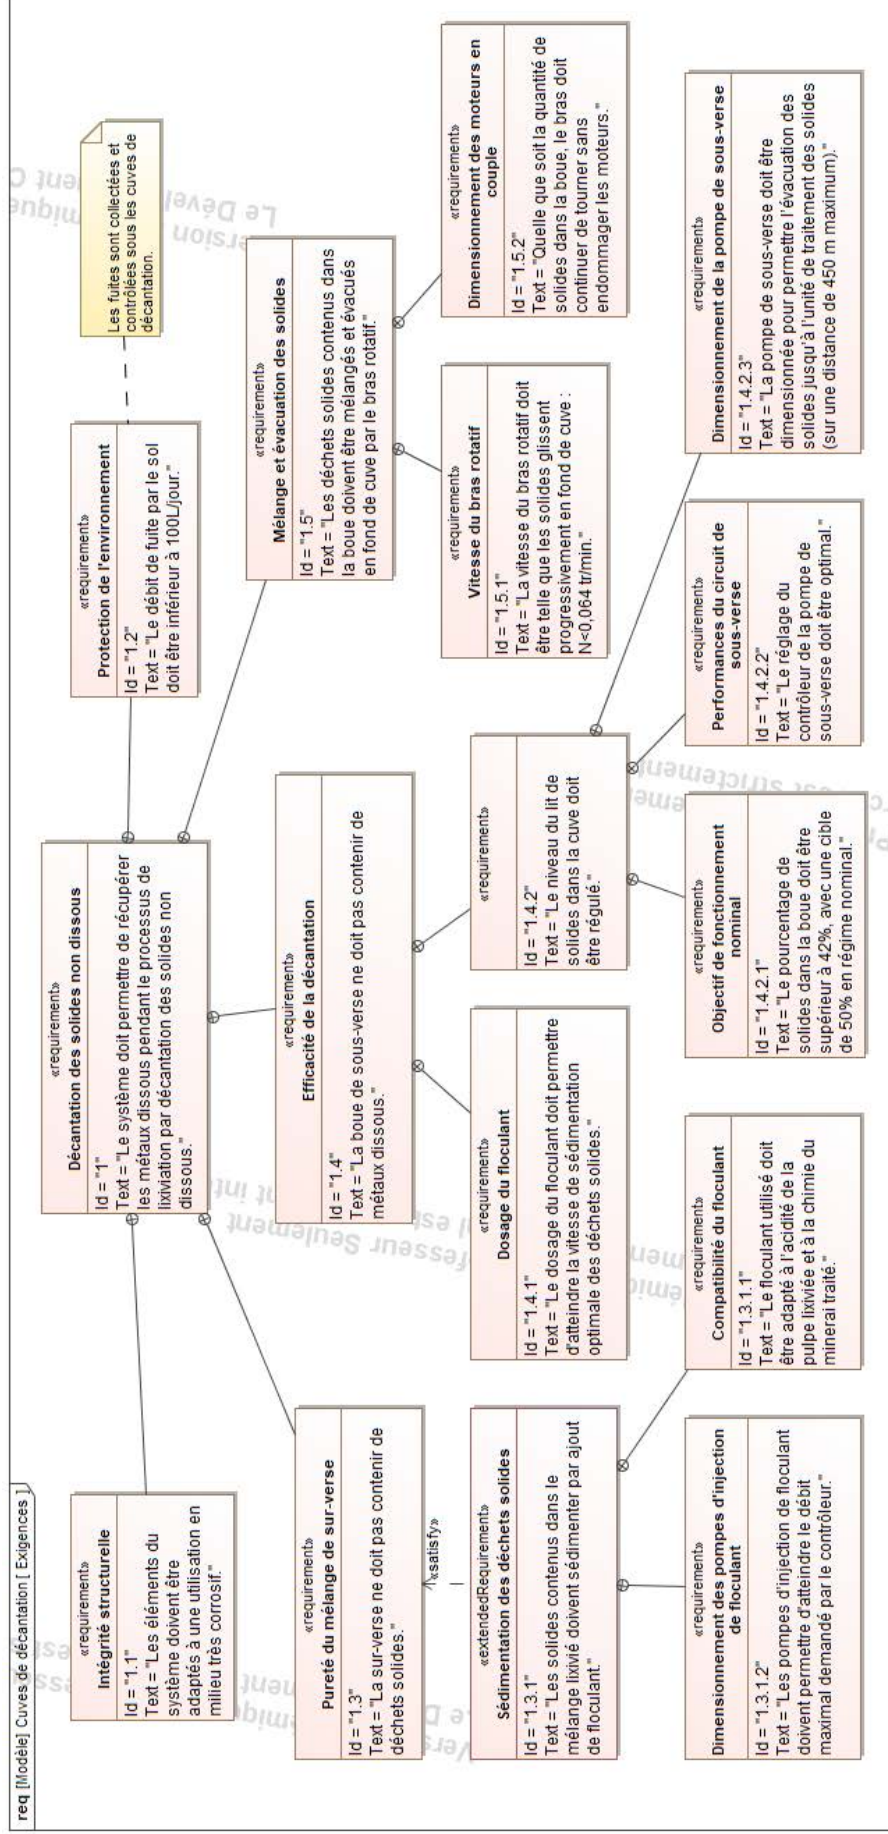 req [Modèle] Cuves de décantation [ Exigences ]
«requirement»
Décantation des solides non dissous
Id = "1"
Text = "Le système doit permettre de récupérer
les métaux dissous pendant le processus de
lixiviation par décantation des solides non
dissous."
«requirement»
Intégrité structurelle
Id = "1.1"
Text = "Les éléments du
système doivent être
adaptés à une utilisation en
milieu très corrosif."
«requirement»
Protection de l'environnement
Id = "1.2"
Text = "Le débit de fuite par le sol
doit être inférieur à 100L/jour."
Les fuites sont collectées et
contrôlées sous les cuves de
décantation.
«requirement»
Pureté du mélange de sur-verse
Id = "1.3"
Text = "La sur-verse ne doit pas contenir de
déchets solides."
«requirement»
Efficacité de la décantation
Id = "1.4"
Text = "La boue de sous-verse ne doit pas contenir de
métaux dissous."
«requirement»
Mélange et évacuation des solides
Id = "1.5"
Text = "Les déchets solides contenus dans
la boue doivent être mélangés et évacués
en fond de cuve par le bras rotatif."
«satisfy»
«extendedRequirement»
Sédimentation des déchets solides
Id = "1.3.1"
Text = "Les solides contenus dans le
mélange lixivié doivent sédimenter par ajout
de floculant."
«requirement»
Dosage du floculant
Id = "1.4.1"
Text = "Le dosage du floculant doit permettre
d'atteindre la vitesse de sédimentation
optimale des déchets solides."
«requirement»
Id = "1.4.2"
Text = "Le niveau du lit de
solides dans la cuve doit
être régulé."
«requirement»
Vitesse du bras rotatif
Id = "1.5.1"
Text = "La vitesse du bras rotatif doit
être telle que les solides glissent
progressivement en fond de cuve :
N<0,064 tr/min."
«requirement»
Dimensionnement des moteurs en
couple
Id = "1.5.2"
Text = "Quelle que soit la quantité de
solides dans la boue, le bras doit
continuer de tourner sans
endommager les moteurs."
«requirement»
Dimensionnement des pompes d'injection
de floculant
Id = "1.3.1.2"
Text = "Les pompes d'injection de floculant
doivent permettre d'atteindre le débit
maximal demandé par le contrôleur."
«requirement»
Compatibilité du floculant
Id = "1.3.1.1"
Text = "Le floculant utilisé doit
être adapté à l'acidité de la
pulpe lixiviée et à la chimie du
minerai traité."
«requirement»
Objectif de fonctionnement
nominal
Id = "1.4.2.1"
Text = "Le pourcentage de
solides dans la boue doit être
supérieur à 42%, avec une cible
de 50% en régime nominal."
«requirement»
Performances du circuit de
sous-verse
Id = "1.4.2.2"
Text = "Le réglage du
contrôleur de la pompe de
sous-verse doit être optimal."
«requirement»
Dimensionnement de la pompe de sous-verse
Id = "1.4.2.3"
Text = "La pompe de sous-verse doit être
dimensionnée pour permettre l'évacuation des
solides jusqu'à l'unité de traitement des solides
(sur une distance de 450 m maximum)."